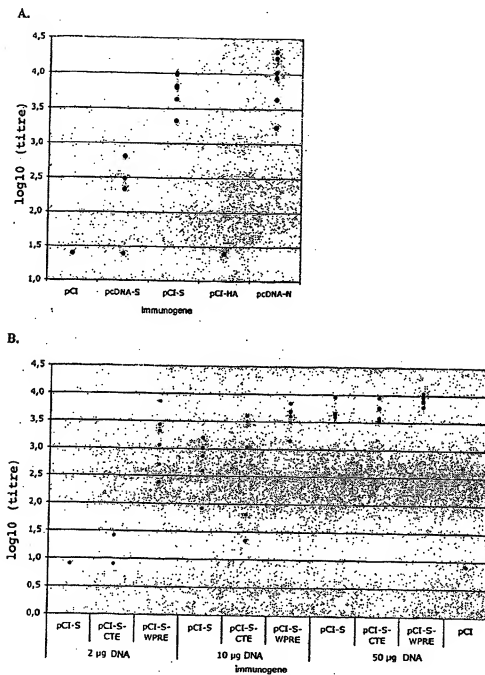 A.
4,5
4,0
3,5
3,0
2,5
2,0
1,5
1,0
log10 (titre)
pCI pcDNA-S pCI-S pCI-HA pcDNA-N
immunogene
B.
4,5
4,0
3,5
3,0
2,5
2,0
1,5
1,0
0,5
0,0
log10 (titre)
pCI-S pCI-S-CTE pCI-S-WPRE pCI-S pCI-S-CTE pCI-S-WPRE pCI-S pCI-S-CTE pCI-S-WPRE pCI
2 µg DNA 10 µg DNA 50 µg DNA
immunogene